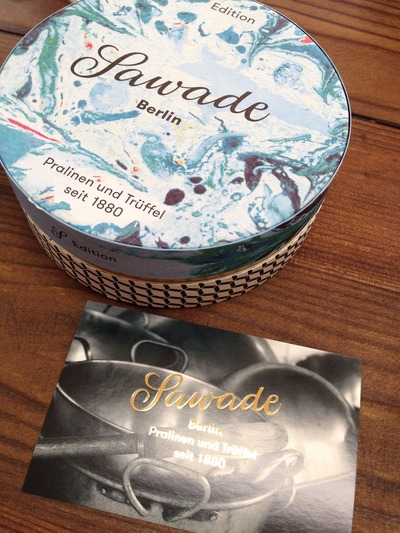 Edition
Sawade
Berlin
Pralinen und Trüffel
seit 1880
S Edition
Sawade
Berlin
Pralinen und Trüffel
seit 1880